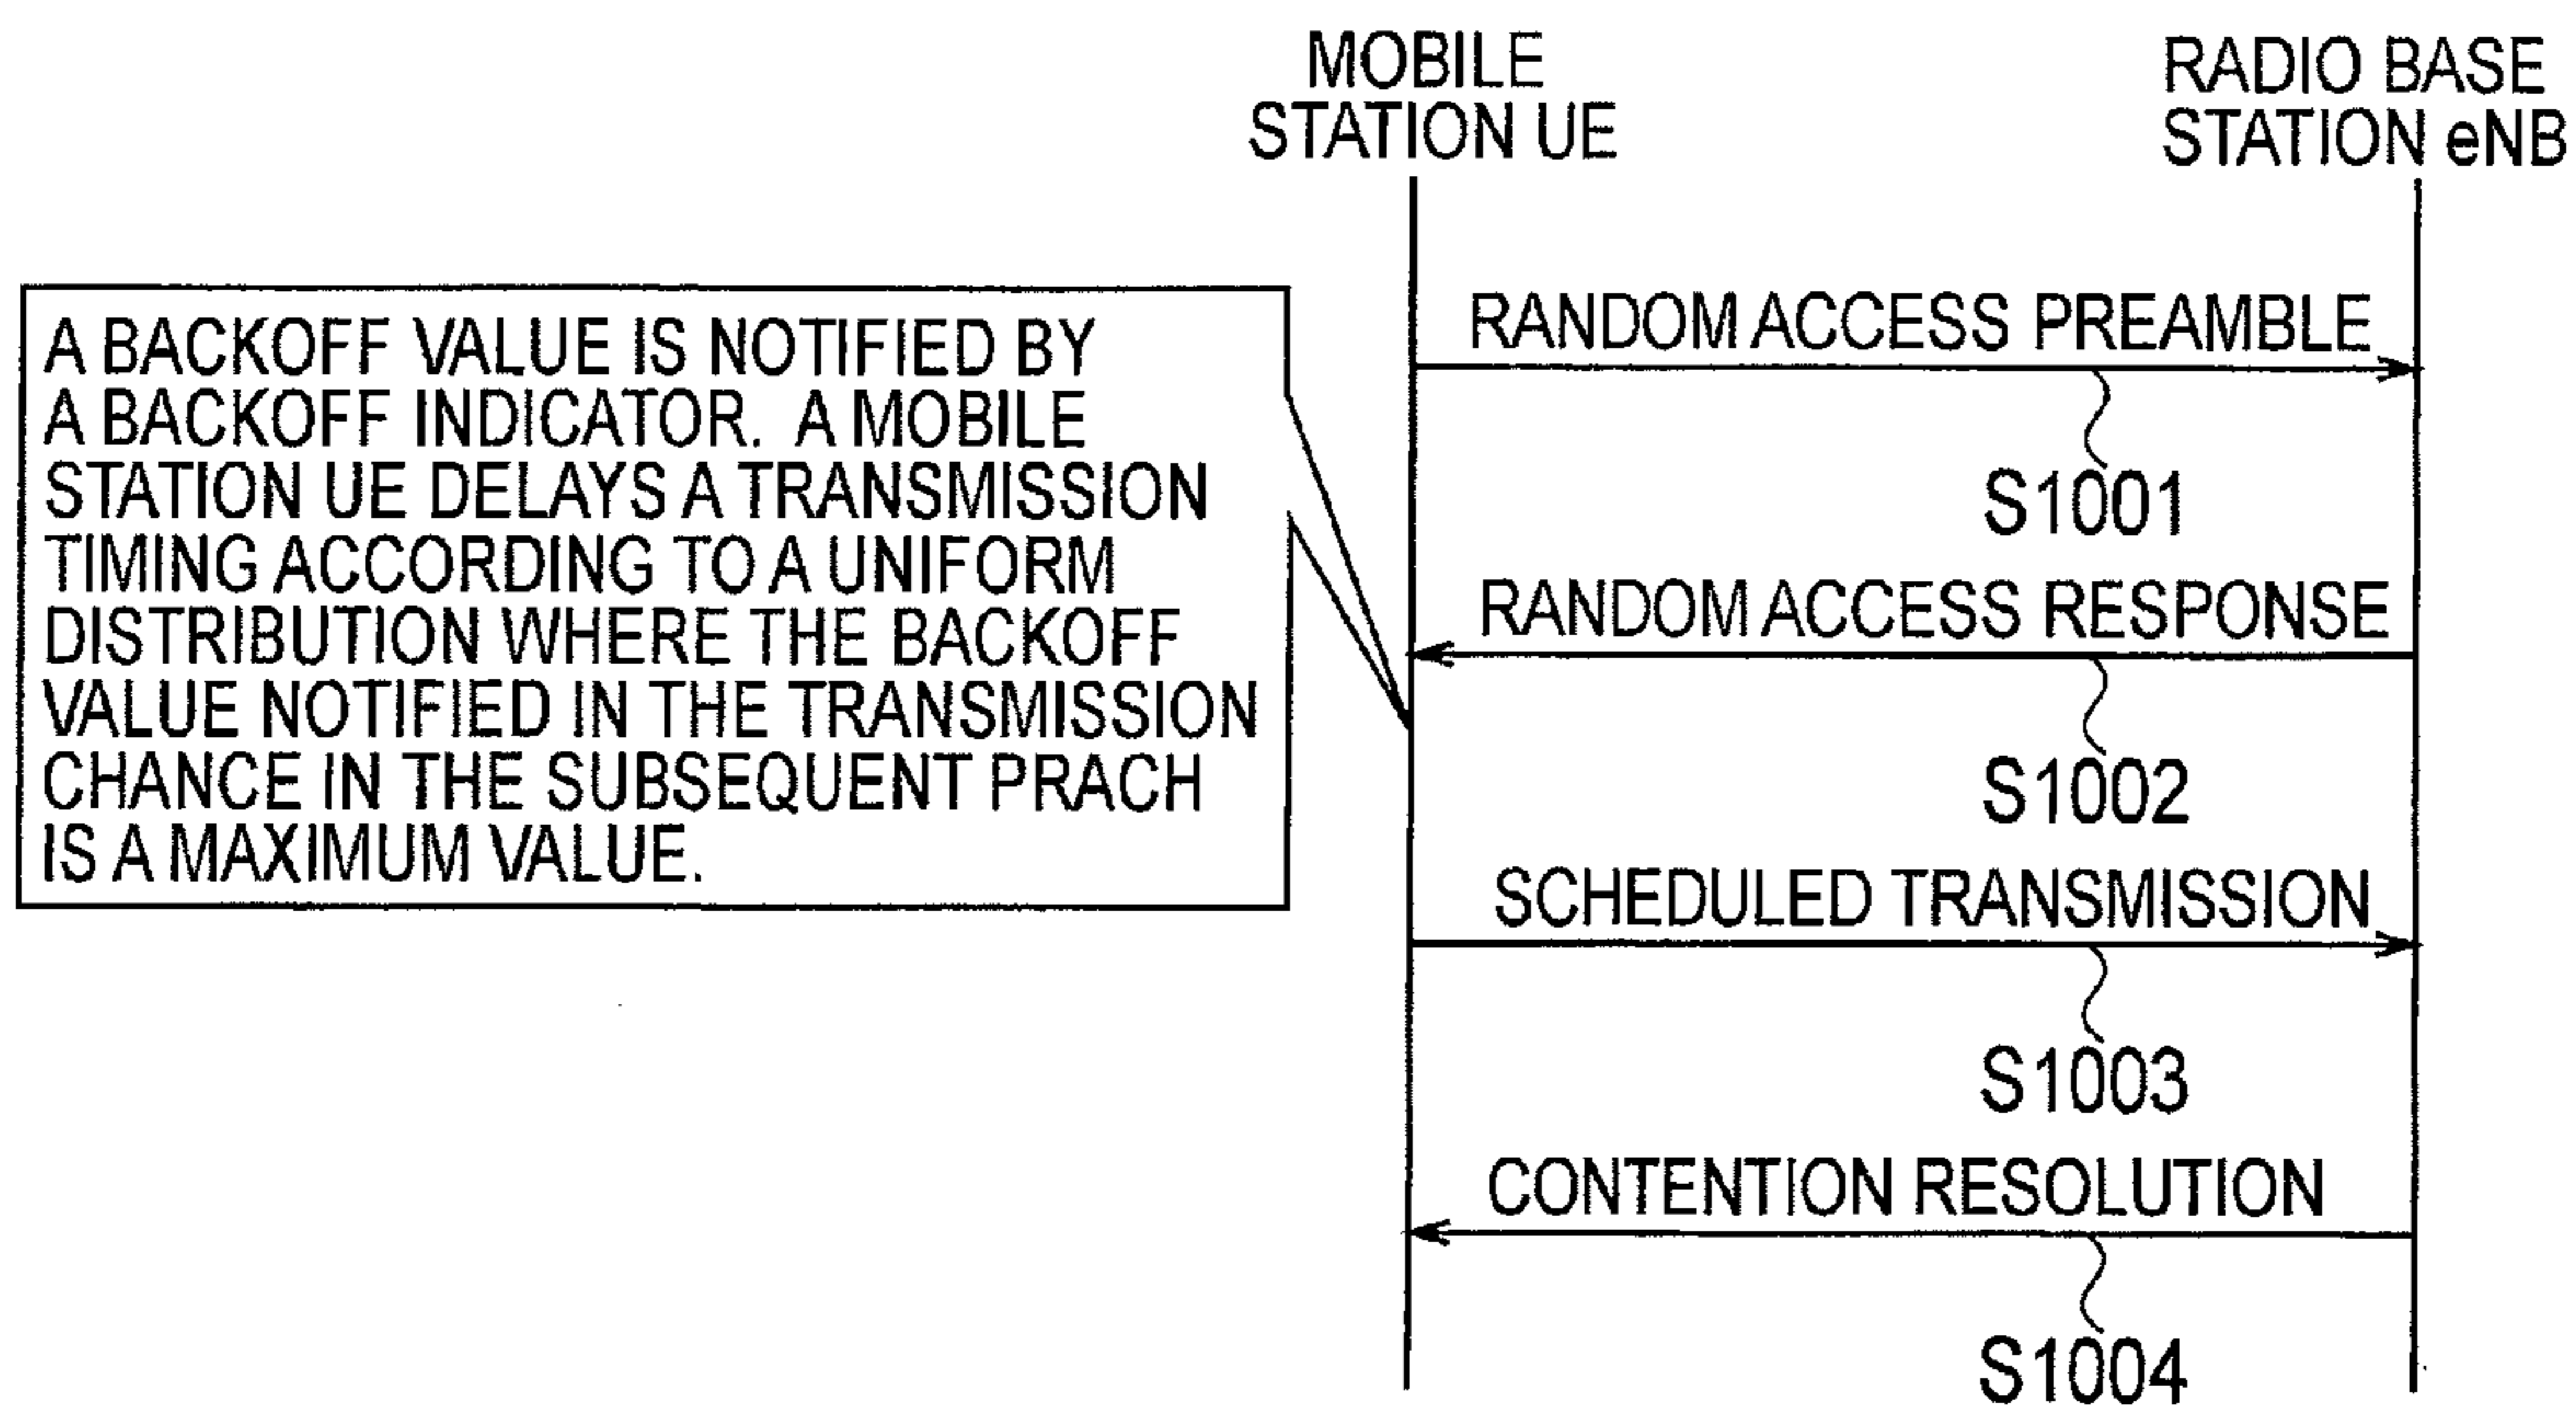 MOBILE
STATION UE
RADIO BASE
STATION eNB
A BACKOFF VALUE IS NOTIFIED BY
A BACKOFF INDICATOR. A MOBILE
STATION UE DELAYS A TRANSMISSION
TIMING ACCORDING TO A UNIFORM
DISTRIBUTION WHERE THE BACKOFF
VALUE NOTIFIED IN THE TRANSMISSION
CHANCE IN THE SUBSEQUENT PRACH
IS A MAXIMUM VALUE.
RANDOM ACCESS PREAMBLE
S1001
RANDOM ACCESS RESPONSE
S1002
SCHEDULED TRANSMISSION
S1003
CONTENTION RESOLUTION
S1004